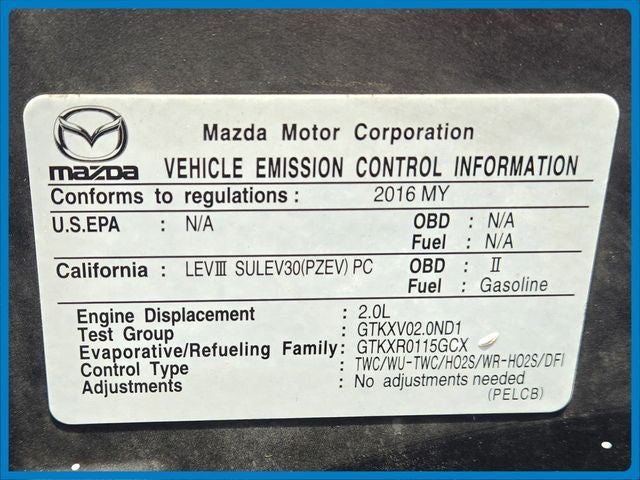 Mazda Motor Corporation
mazda VEHICLE EMISSION CONTROL INFORMATION
Conforms to regulations : 2016 MY
U.S.EPA : N/A OBD : N/A
Fuel : N/A
California : LEVIII SULEV30(PZEV) PC OBD : II
Fuel : Gasoline
Engine Displacement : 2.0L
Test Group : GTKXV02.0ND1
Evaporative/Refueling Family: GTKXR0115GCX
Control Type : TWC/WU-TWC/HO2S/WR-HO2S/DFI
Adjustments : No adjustments needed
(PELCB)